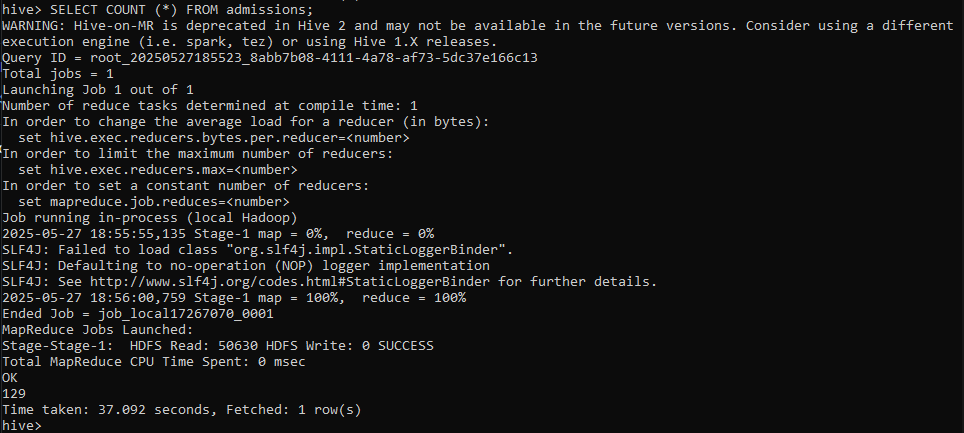 hive> SELECT COUNT (*) FROM admissions;
WARNING: Hive-on-MR is deprecated in Hive 2 and may not be available in the future versions. Consider using a different
execution engine (i.e. spark, tez) or using Hive 1.X releases.
Query ID = root_20250527185523_8abb7b08-4111-4a78-af73-5dc37e166c13
Total jobs = 1
Launching Job 1 out of 1
Number of reduce tasks determined at compile time: 1
In order to change the average load for a reducer (in bytes):
  set hive.exec.reducers.bytes.per.reducer=<number>
In order to limit the maximum number of reducers:
  set hive.exec.reducers.max=<number>
In order to set a constant number of reducers:
  set mapreduce.job.reduces=<number>
Job running in-process (local Hadoop)
2025-05-27 18:55:55,135 Stage-1 map = 0%,  reduce = 0%
SLF4J: Failed to load class "org.slf4j.impl.StaticLoggerBinder".
SLF4J: Defaulting to no-operation (NOP) logger implementation
SLF4J: See http://www.slf4j.org/codes.html#StaticLoggerBinder for further details.
2025-05-27 18:56:00,759 Stage-1 map = 100%,  reduce = 100%
Ended Job = job_local17267070_0001
MapReduce Jobs Launched:
Stage-Stage-1:  HDFS Read: 50630 HDFS Write: 0 SUCCESS
Total MapReduce CPU Time Spent: 0 msec
OK
129
Time taken: 37.092 seconds, Fetched: 1 row(s)
hive>